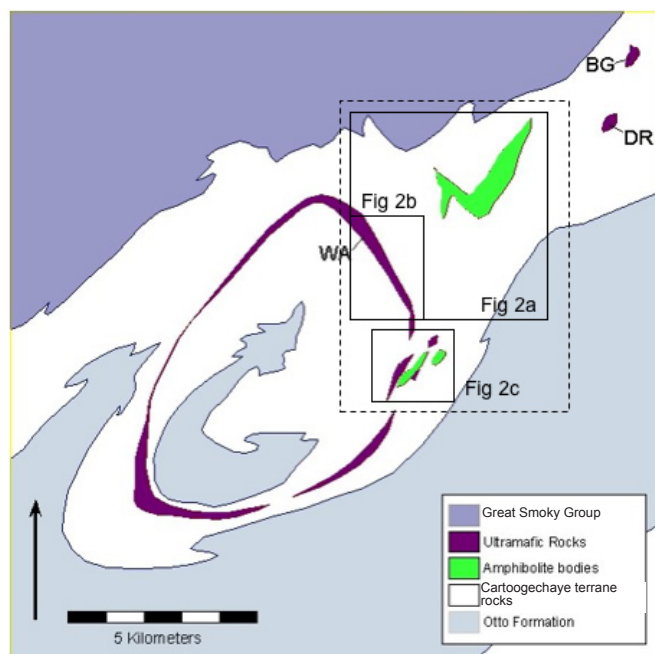 BG
DR
Fig 2b
WA
Fig 2a
Fig 2c
Great Smoky Group
Ultramafic Rocks
Amphibolite bodies
Cartoogechaye terrane
rocks
Otto Formation
5 Kilometers